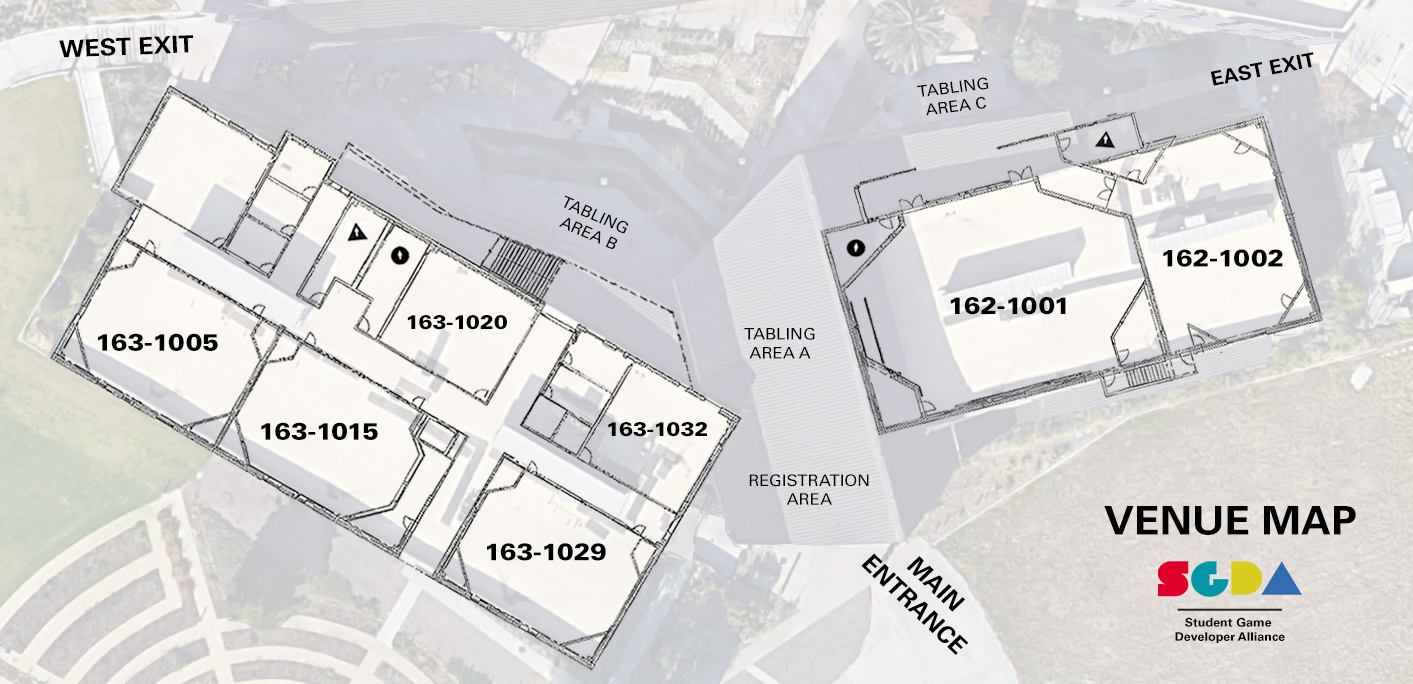 WEST EXIT
EAST EXIT
TABLING
AREA C
TABLING
AREA B
162-1002
162-1001
163-1020
163-1005
TABLING
AREA A
163-1015
163-1032
REGISTRATION
AREA
163-1029
MAIN
ENTRANCE
VENUE MAP
SGDA
Student Game
Developer Alliance